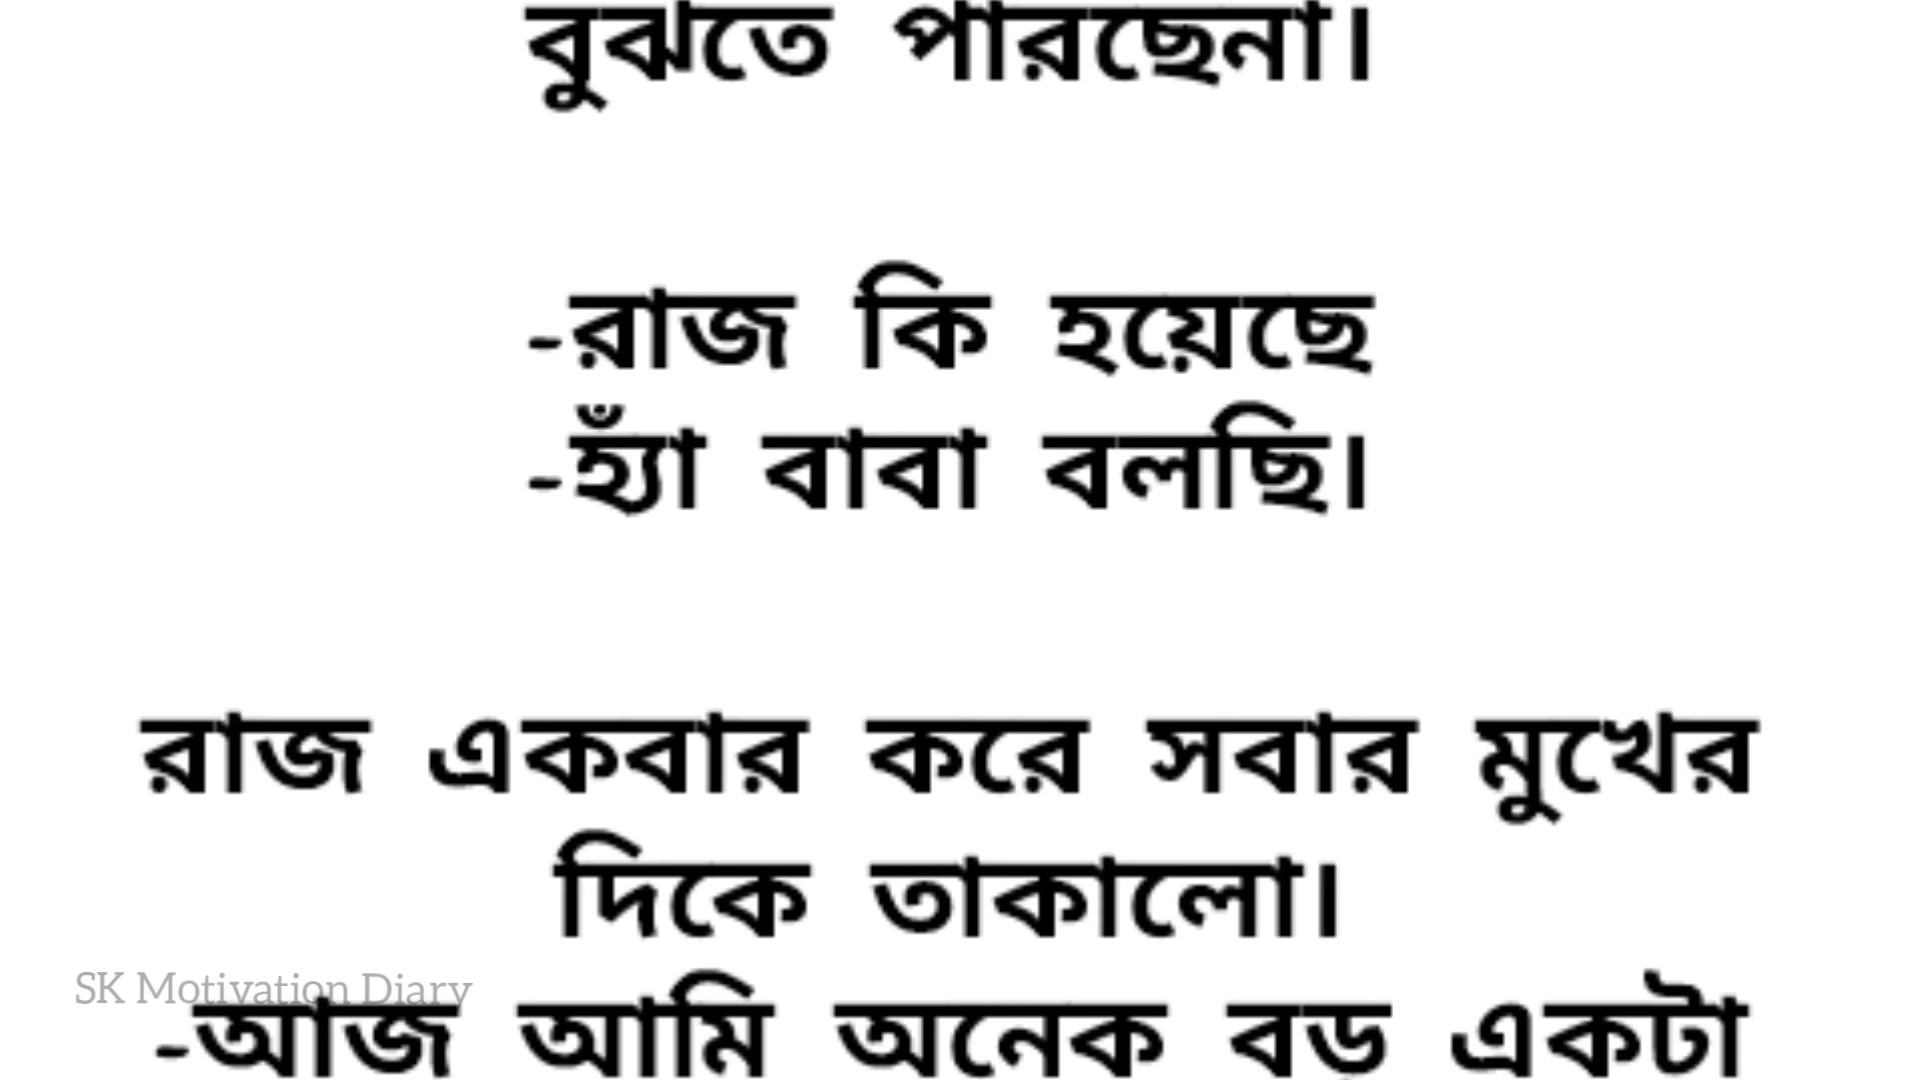 বুঝতে পারছেনা।
-রাজ কি হয়েছে
-হ্যাঁ বাবা বলছি।
রাজ একবার করে সবার মুখের
দিকে তাকালো।
SK Motivation Diary
-আজ আমি অনেক বড় একটা